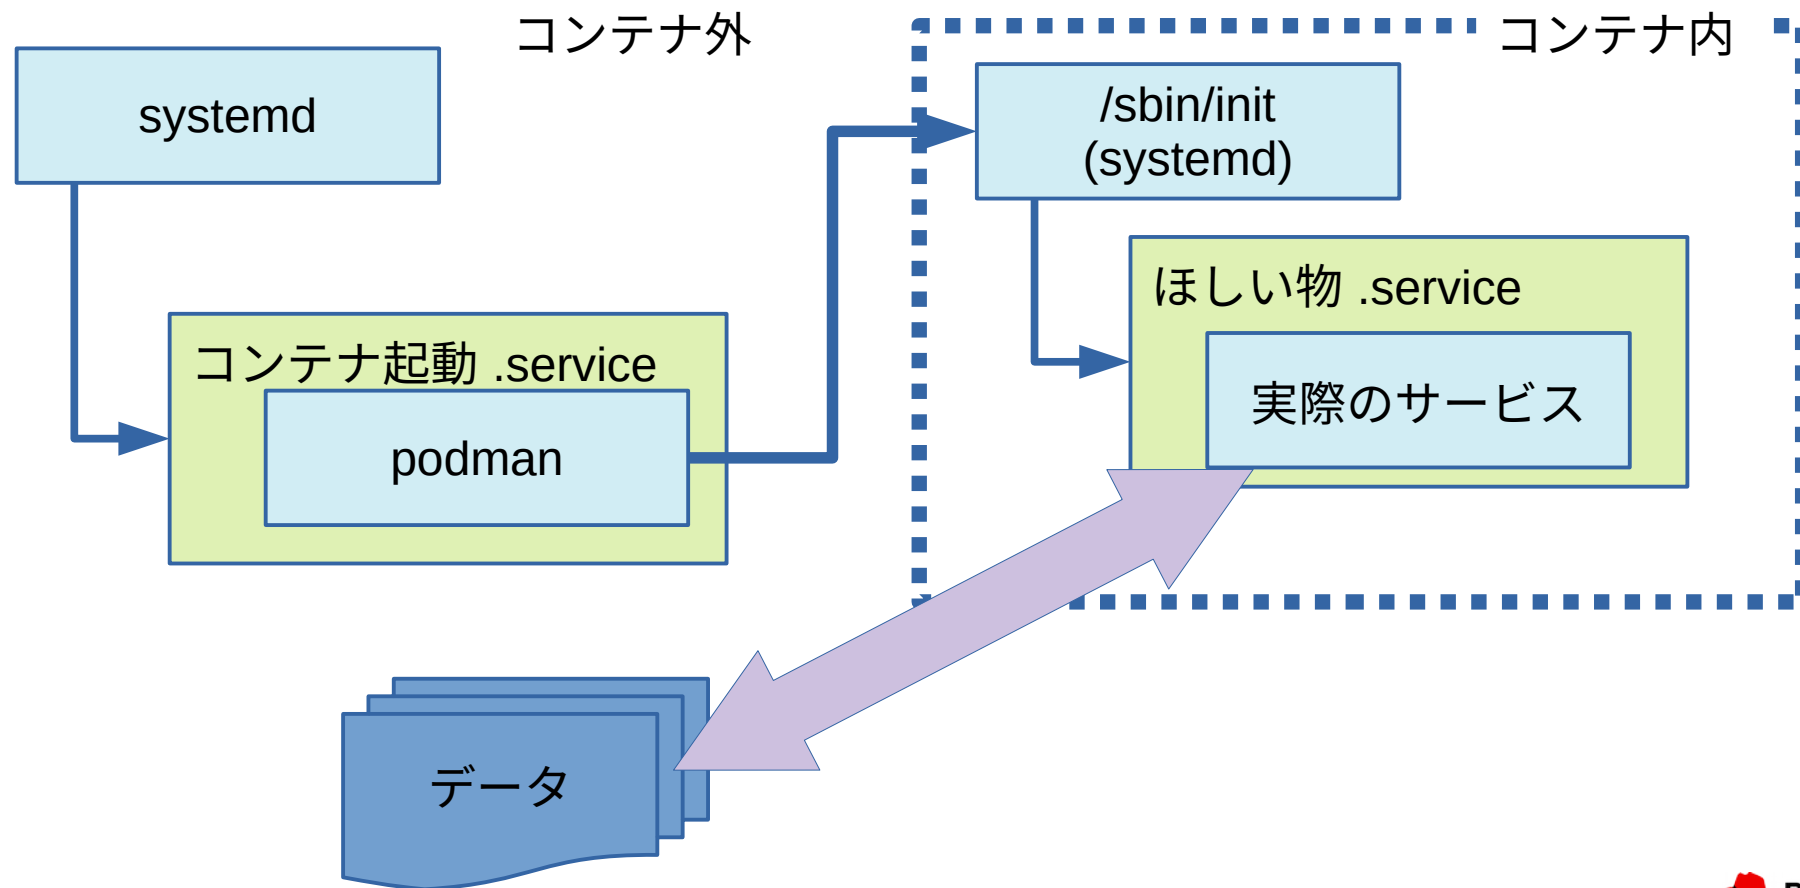 コンテナ外
コンテナ内
systemd
/sbin/init
(systemd)
ほしい物 .service
実際のサービス
コンテナ起動 .service
podman
データ